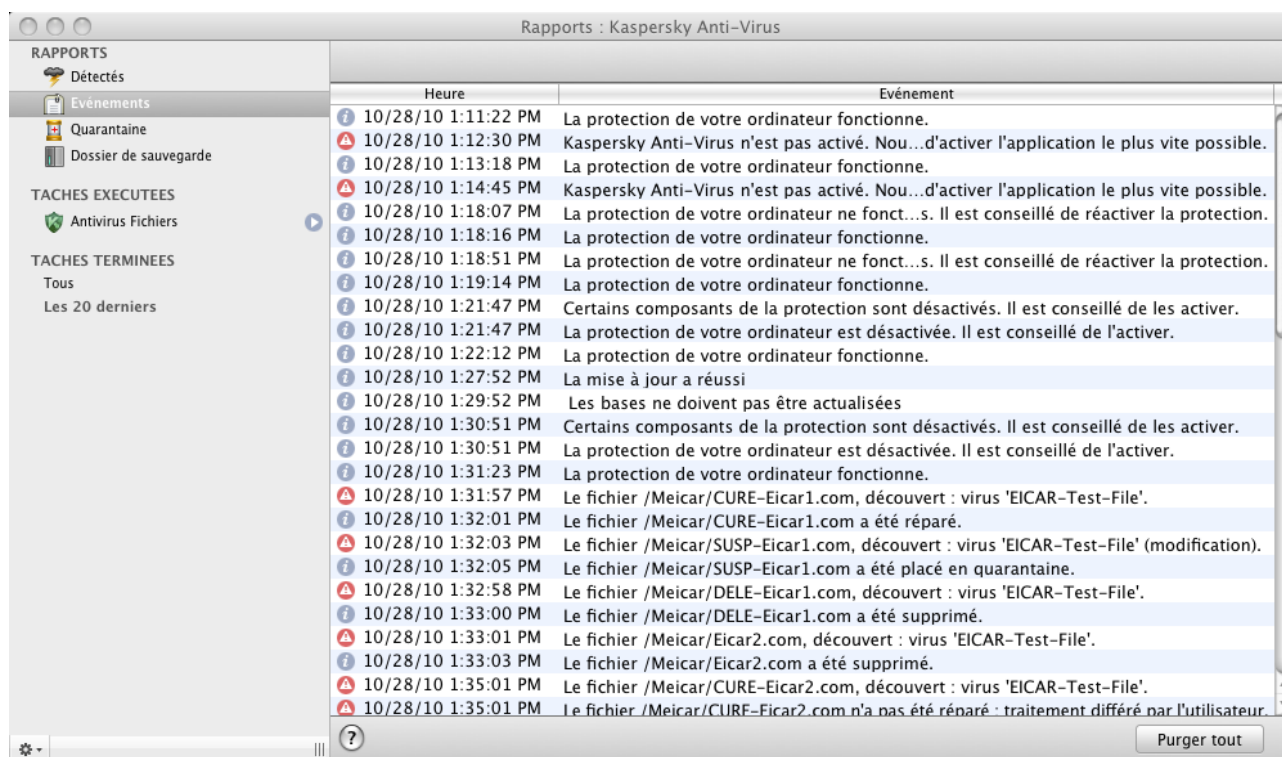 Rapports : Kaspersky Anti-Virus
RAPPORTS
Détectés
Evénements
Quarantaine
Dossier de sauvegarde
TACHES EXECUTEES
Antivirus Fichiers
TACHES TERMINEES
Tous
Les 20 derniers
Heure Evénement
10/28/10 1:11:22 PM La protection de votre ordinateur fonctionne.
10/28/10 1:12:30 PM Kaspersky Anti-Virus n'est pas activé. Nou...d'activer l'application le plus vite possible.
10/28/10 1:13:18 PM La protection de votre ordinateur fonctionne.
10/28/10 1:14:45 PM Kaspersky Anti-Virus n'est pas activé. Nou...d'activer l'application le plus vite possible.
10/28/10 1:18:07 PM La protection de votre ordinateur ne fonct...s. Il est conseillé de réactiver la protection.
10/28/10 1:18:16 PM La protection de votre ordinateur fonctionne.
10/28/10 1:18:51 PM La protection de votre ordinateur ne fonct...s. Il est conseillé de réactiver la protection.
10/28/10 1:19:14 PM La protection de votre ordinateur fonctionne.
10/28/10 1:21:47 PM Certains composants de la protection sont désactivés. Il est conseillé de les activer.
10/28/10 1:21:47 PM La protection de votre ordinateur est désactivée. Il est conseillé de l'activer.
10/28/10 1:22:12 PM La protection de votre ordinateur fonctionne.
10/28/10 1:27:52 PM La mise à jour a réussi
10/28/10 1:29:52 PM Les bases ne doivent pas être actualisées
10/28/10 1:30:51 PM Certains composants de la protection sont désactivés. Il est conseillé de les activer.
10/28/10 1:30:51 PM La protection de votre ordinateur est désactivée. Il est conseillé de l'activer.
10/28/10 1:31:23 PM La protection de votre ordinateur fonctionne.
10/28/10 1:31:57 PM Le fichier /Meicar/CURE-Eicar1.com, découvert : virus 'EICAR-Test-File'.
10/28/10 1:32:01 PM Le fichier /Meicar/CURE-Eicar1.com a été réparé.
10/28/10 1:32:03 PM Le fichier /Meicar/SUSP-Eicar1.com, découvert : virus 'EICAR-Test-File' (modification).
10/28/10 1:32:05 PM Le fichier /Meicar/SUSP-Eicar1.com a été placé en quarantaine.
10/28/10 1:32:58 PM Le fichier /Meicar/DELE-Eicar1.com, découvert : virus 'EICAR-Test-File'.
10/28/10 1:33:00 PM Le fichier /Meicar/DELE-Eicar1.com a été supprimé.
10/28/10 1:33:01 PM Le fichier /Meicar/Eicar2.com, découvert : virus 'EICAR-Test-File'.
10/28/10 1:33:03 PM Le fichier /Meicar/Eicar2.com a été supprimé.
10/28/10 1:35:01 PM Le fichier /Meicar/CURE-Eicar2.com, découvert : virus 'EICAR-Test-File'.
10/28/10 1:35:01 PM Le fichier /Meicar/CURE-Eicar2.com n'a pas été réparé : traitement différé par l'utilisateur.
?
Purger tout